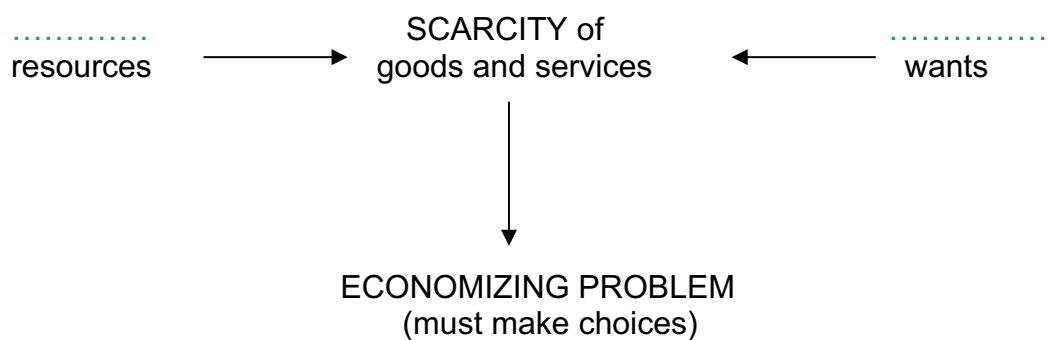 SCARCITY of
goods and services
.............
resources
...............
wants
ECONOMIZING PROBLEM
(must make choices)